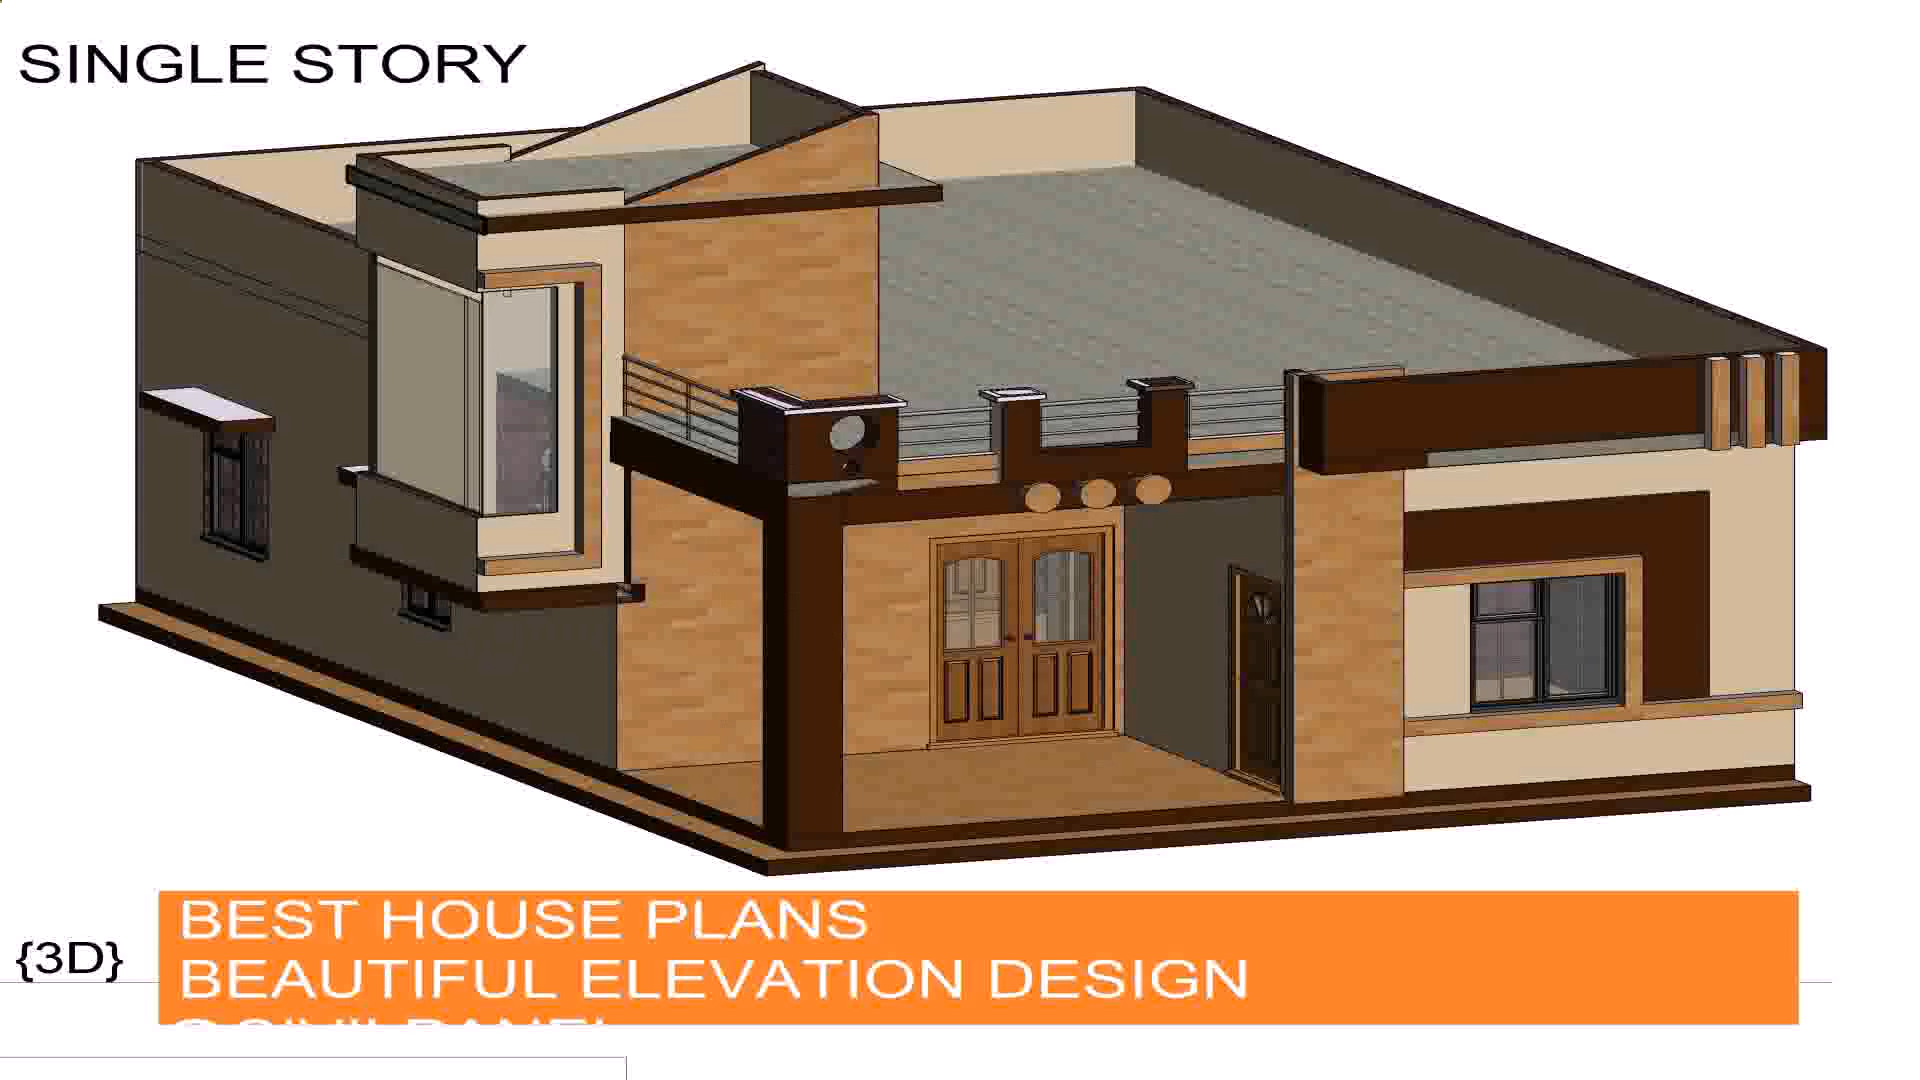 SINGLE STORY
BEST HOUSE PLANS
{3D}
BEAUTIFUL ELEVATION DESIGN